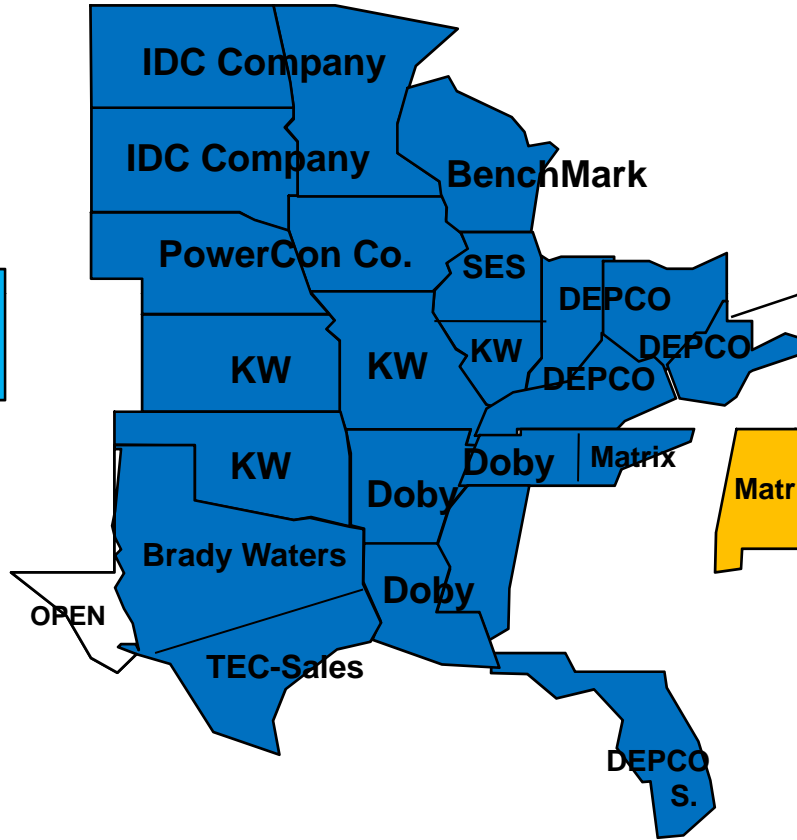 IDC Company
IDC Company
BenchMark
PowerCon Co.
SES
DEPCO
DEPCO
KW
KW
KW
DEPCO
KW
Doby
Matrix
Doby
Matr
Brady Waters
Doby
OPEN
TEC-Sales
DEPCO
S.